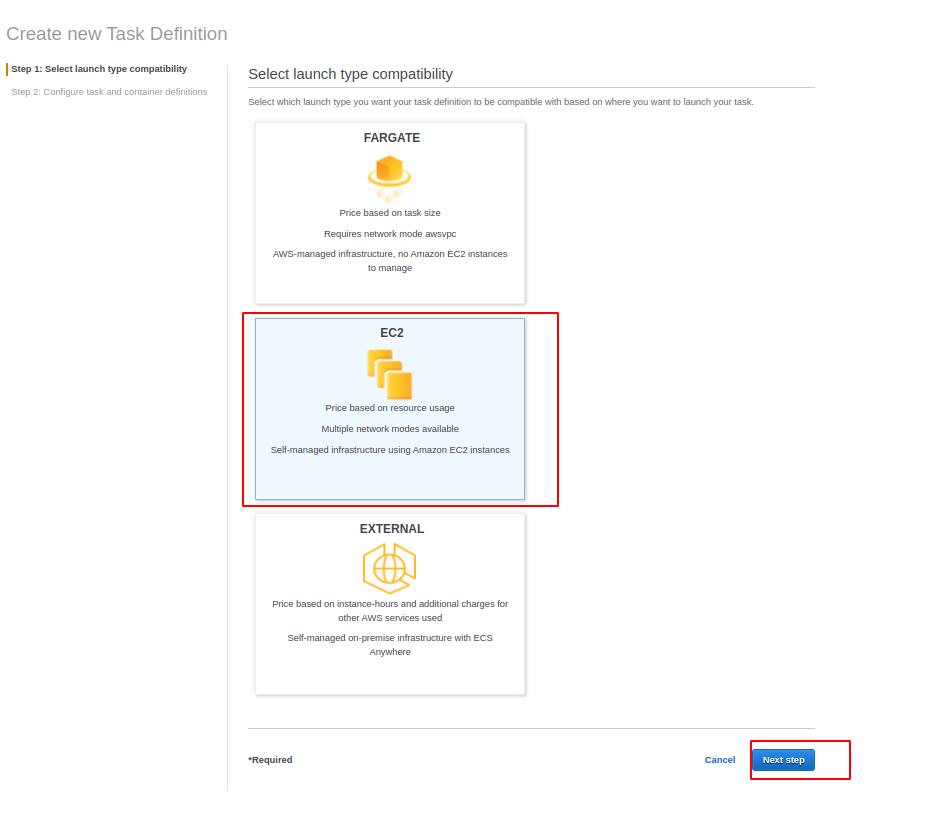 Create new Task Definition
Step 1: Select launch type compatibility
Step 2: Configure task and container definitions
Select launch type compatibility
Select which launch type you want your task definition to be compatible with based on where you want to launch your task.
FARGATE
Price based on task size
Requires network mode awsvpc
AWS-managed infrastructure, no Amazon EC2 instances
to manage
EC2
Price based on resource usage
Multiple network modes available
Self-managed infrastructure using Amazon EC2 instances
EXTERNAL
Price based on instance-hours and additional charges for
other AWS services used
Self-managed on-premise infrastructure with ECS
Anywhere
*Required
Cancel
Next step